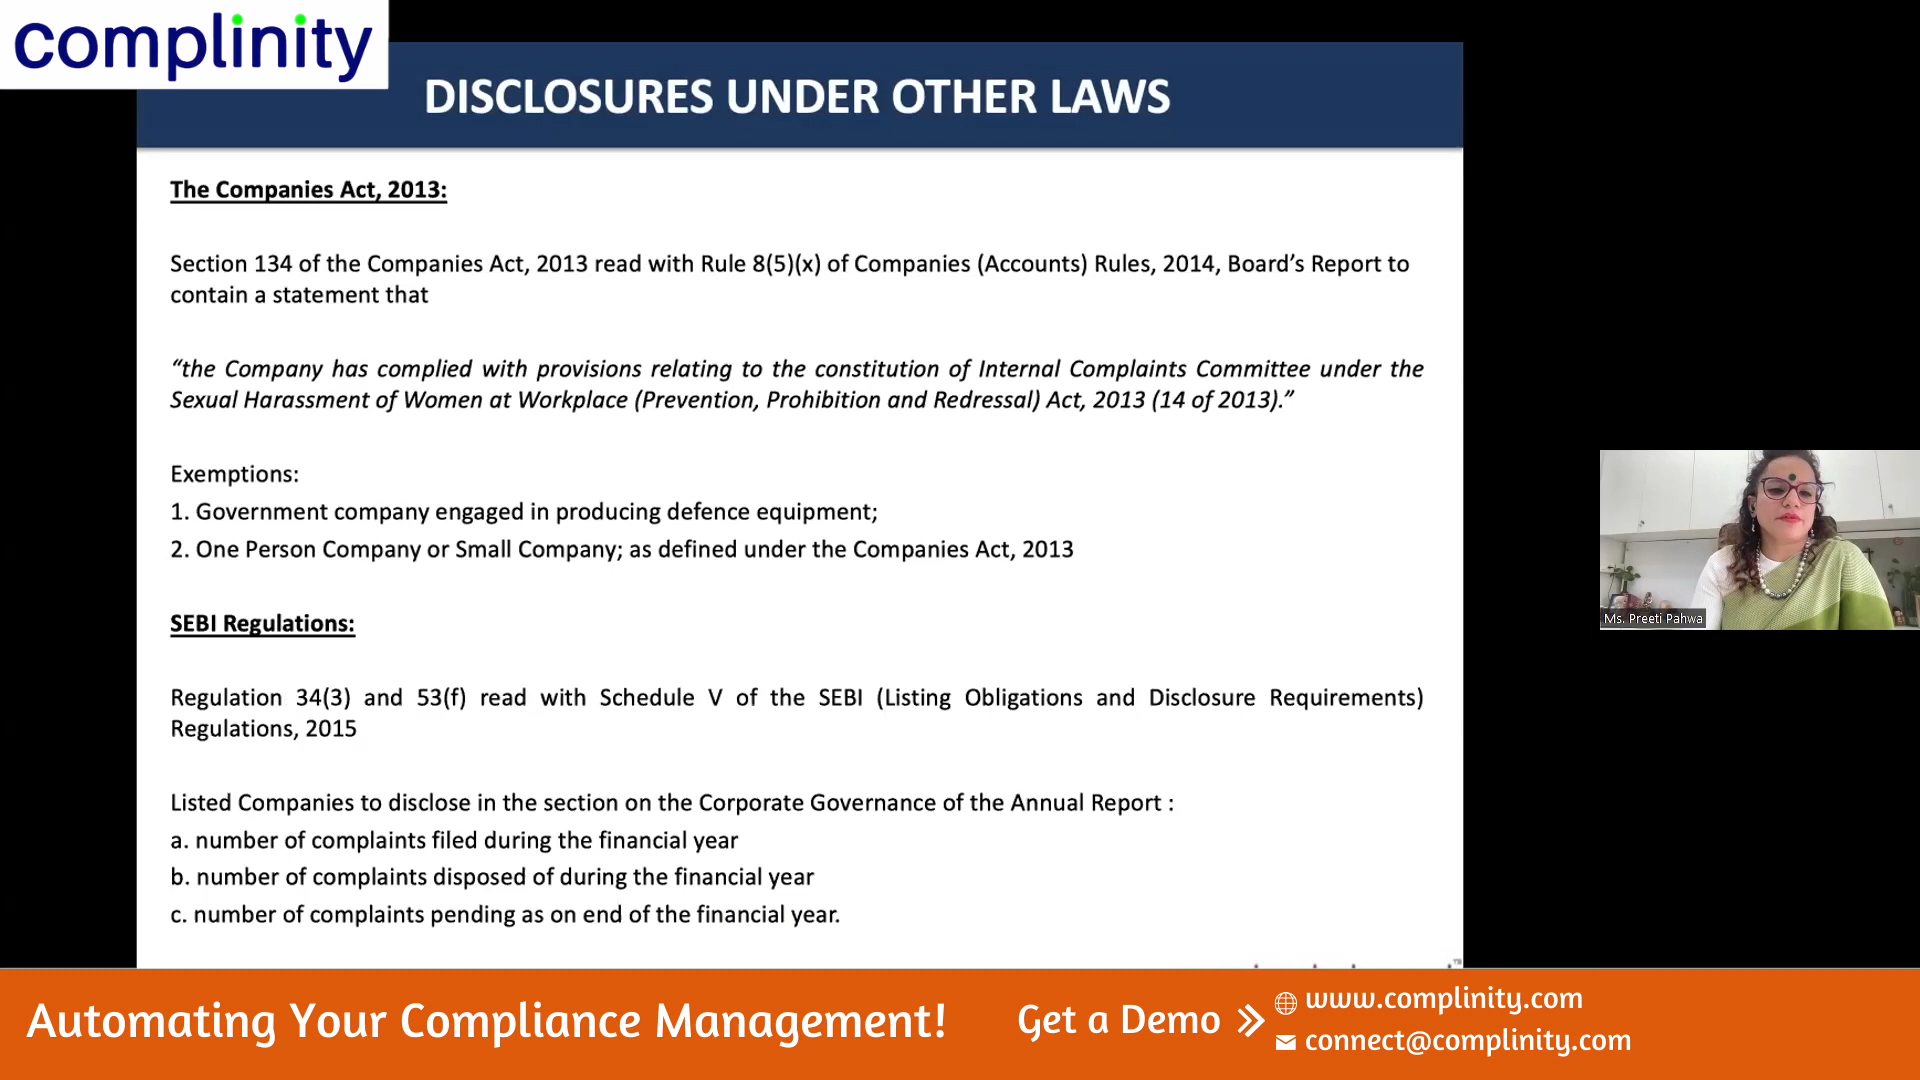 complinity
DISCLOSURES UNDER OTHER LAWS
The Companies Act, 2013:
Section 134 of the Companies Act, 2013 read with Rule 8(5)(x) of Companies (Accounts) Rules, 2014, Board’s Report to
contain a statement that
“the Company has complied with provisions relating to the constitution of Internal Complaints Committee under the
Sexual Harassment of Women at Workplace (Prevention, Prohibition and Redressal) Act, 2013 (14 of 2013).”
Exemptions:
1. Government company engaged in producing defence equipment;
2. One Person Company or Small Company; as defined under the Companies Act, 2013
SEBI Regulations:
Regulation 34(3) and 53(f) read with Schedule V of the SEBI (Listing Obligations and Disclosure Requirements)
Regulations, 2015
Listed Companies to disclose in the section on the Corporate Governance of the Annual Report :
a. number of complaints filed during the financial year
b. number of complaints disposed of during the financial year
c. number of complaints pending as on end of the financial year.
Ms. Preeti Pahwa
Automating Your Compliance Management!
Get a Demo
www.complinity.com
connect@complinity.com